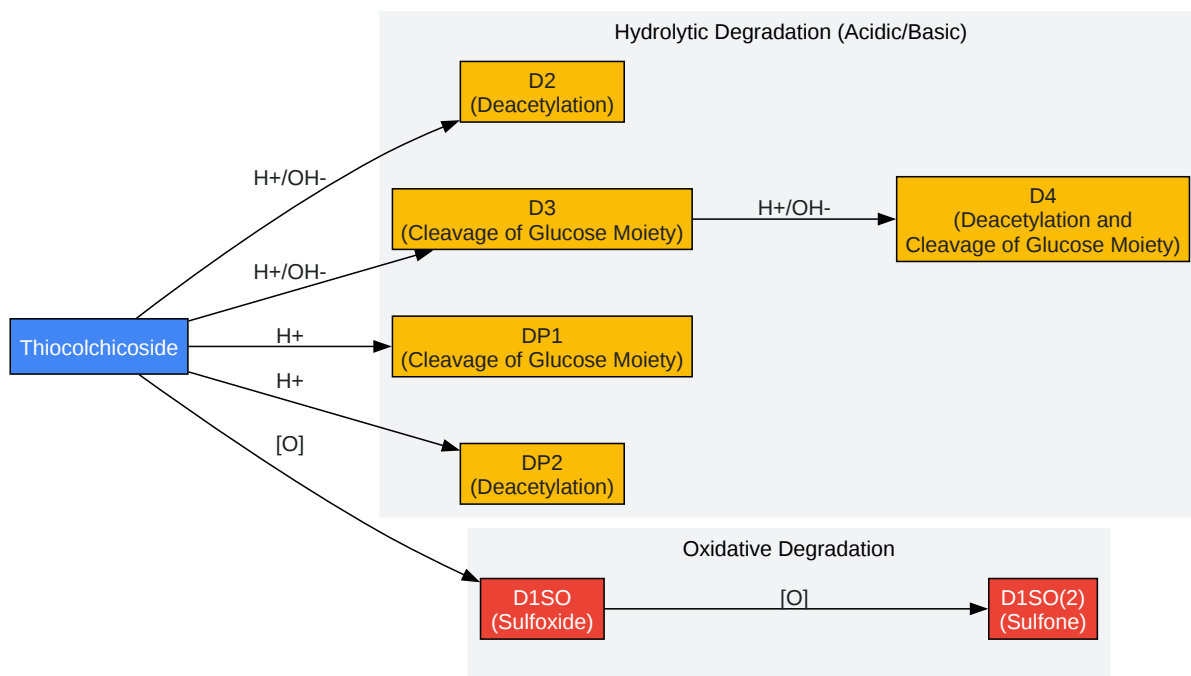 Hydrolytic Degradation (Acidic/Basic)
D2
(Deacetylation)
H+/OH-
D3
(Cleavage of Glucose Moiety)
H+/OH-
D4
(Deacetylation and
Cleavage of Glucose Moiety)
H+/OH-
Thiocolchicoside
H+
DP1
(Cleavage of Glucose Moiety)
H+
DP2
(Deacetylation)
[O]
Oxidative Degradation
D1SO
(Sulfoxide)
[O]
D1SO(2)
(Sulfone)